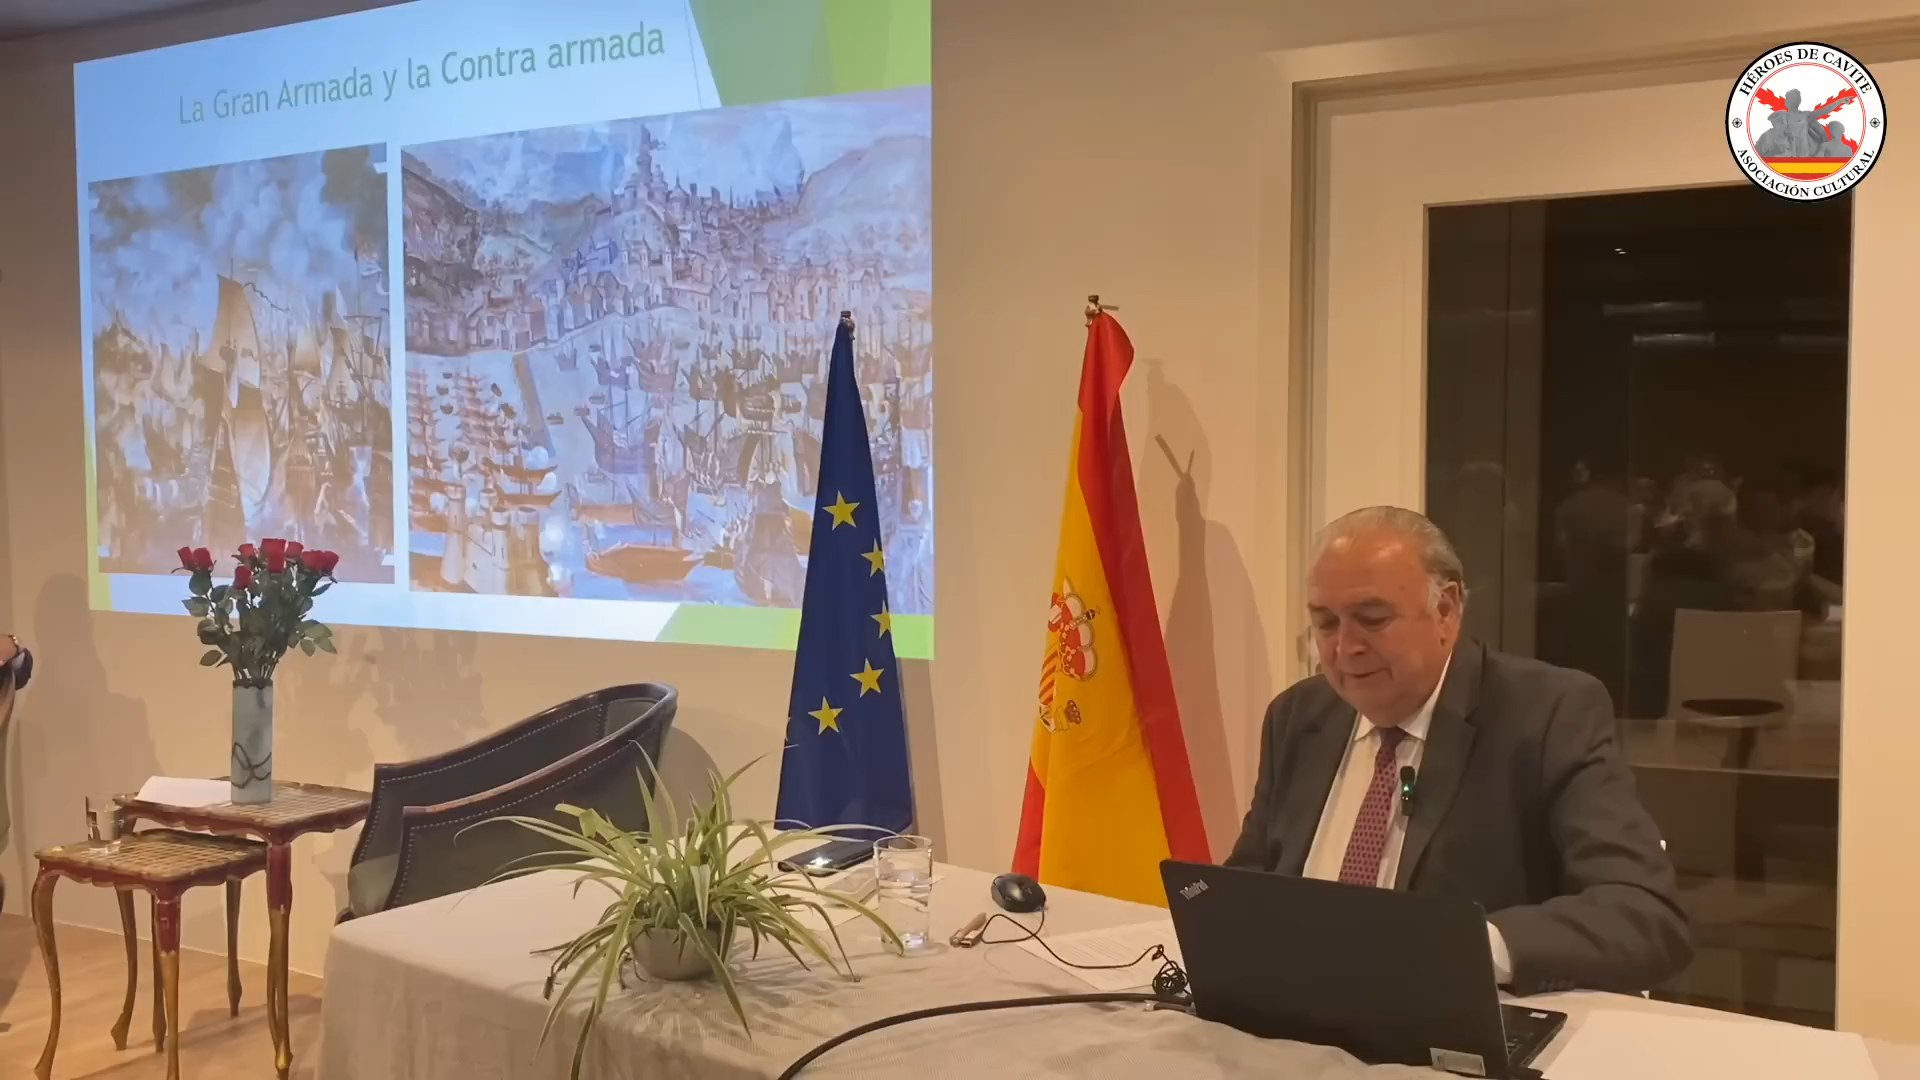 La Gran Armada y la Contra armada
HÉROES DE CAVITE
ASOCIACIÓN CULTURAL
ThinkPad